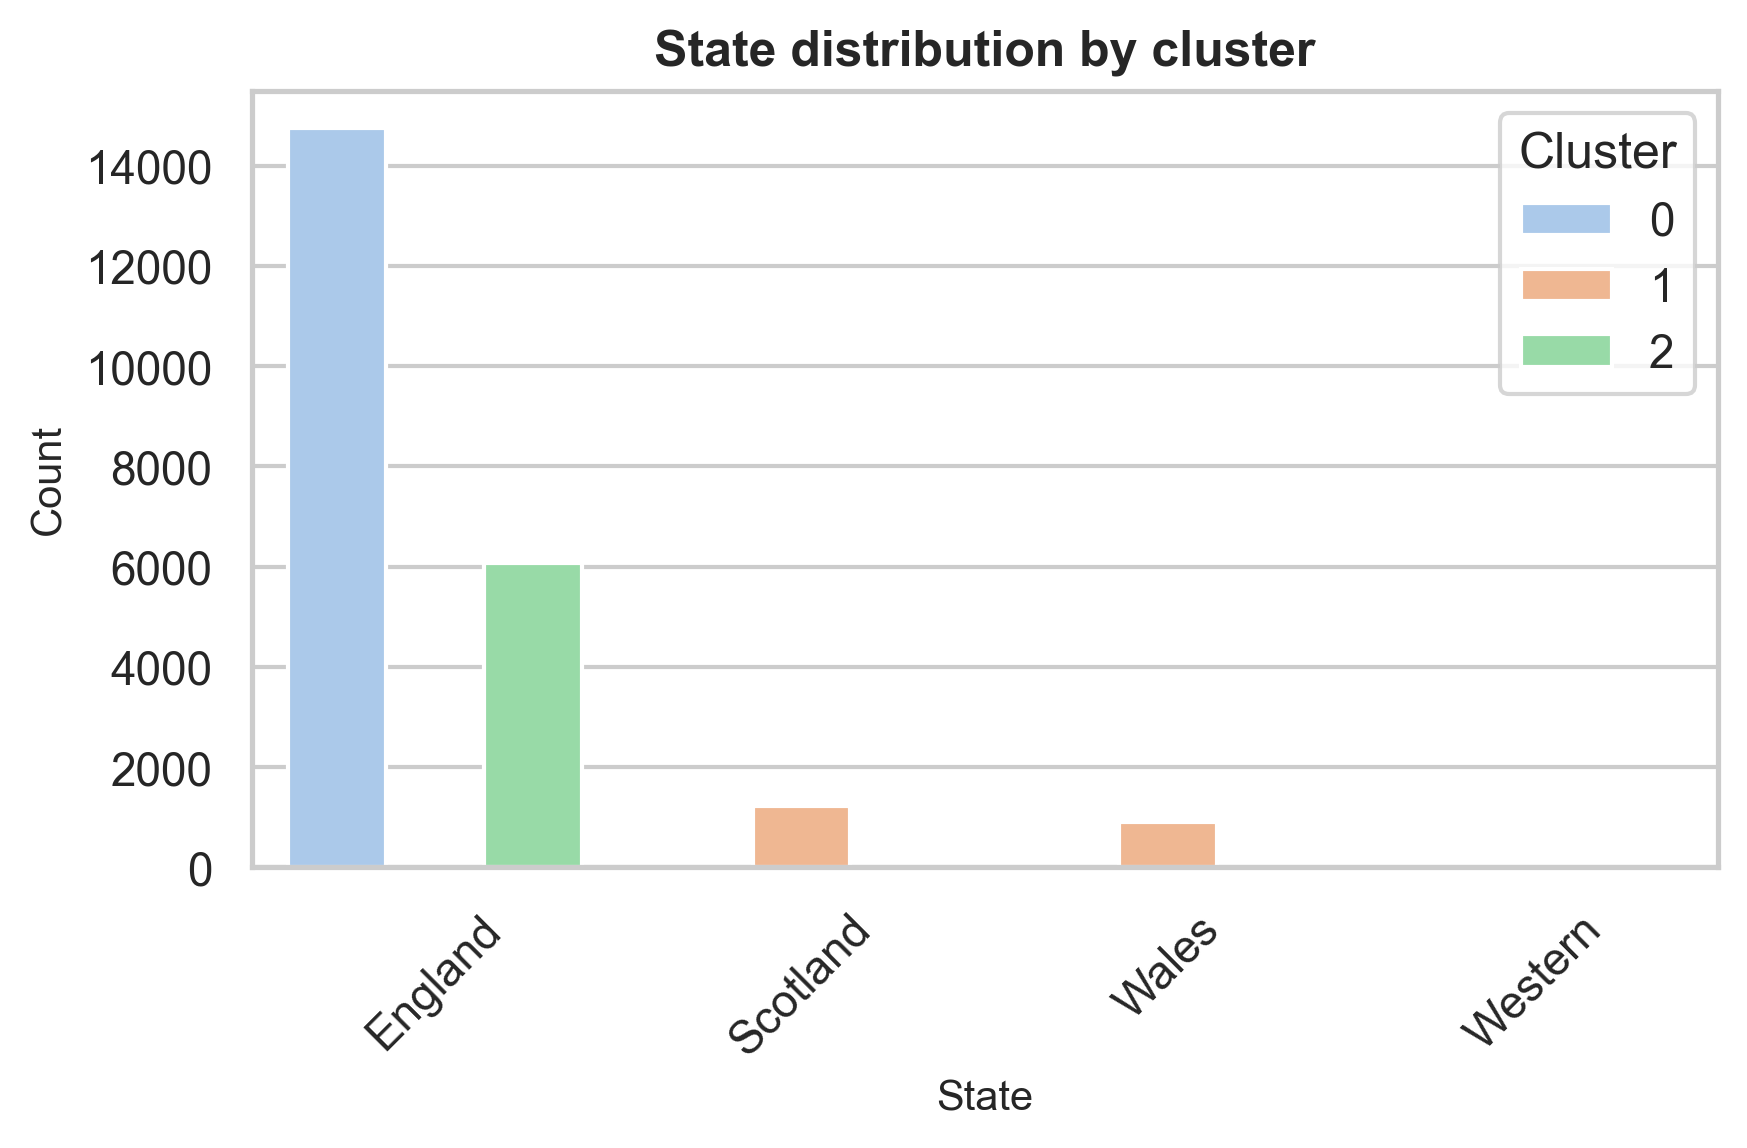 State distribution by cluster
Cluster
0
1
2
14000
12000
10000
8000
6000
4000
2000
0
Count
England
Scotland
Wales
Western
State